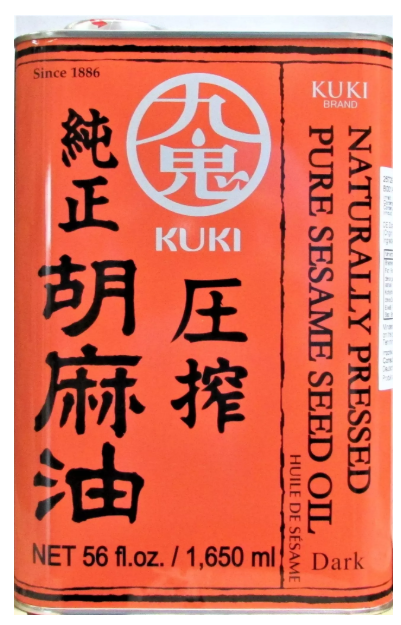 Since 1886
九鬼
KUKI
純正
胡麻油
圧搾
NET 56 fl.oz. / 1,650 ml
KUKI
BRAND
NATURALLY PRESSED
PURE SESAME SEED OIL
HUILE DE SÉSAME
Dark